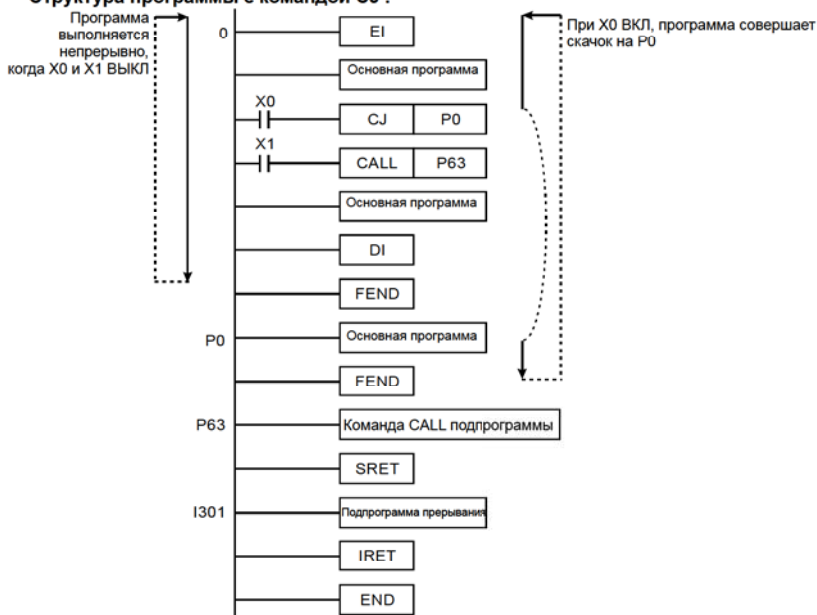 Структура программы с командой CJ :
Программа
выполняется
непрерывно,
когда X0 и X1 ВЫКЛ
При X0 ВКЛ, программа совершает
скачок на P0
0
EI
Основная программа
X0
CJ P0
X1
CALL P63
Основная программа
DI
FEND
P0
Основная программа
FEND
P63
Команда CALL подпрограммы
SRET
I301
Подпрограмма прерывания
IRET
END